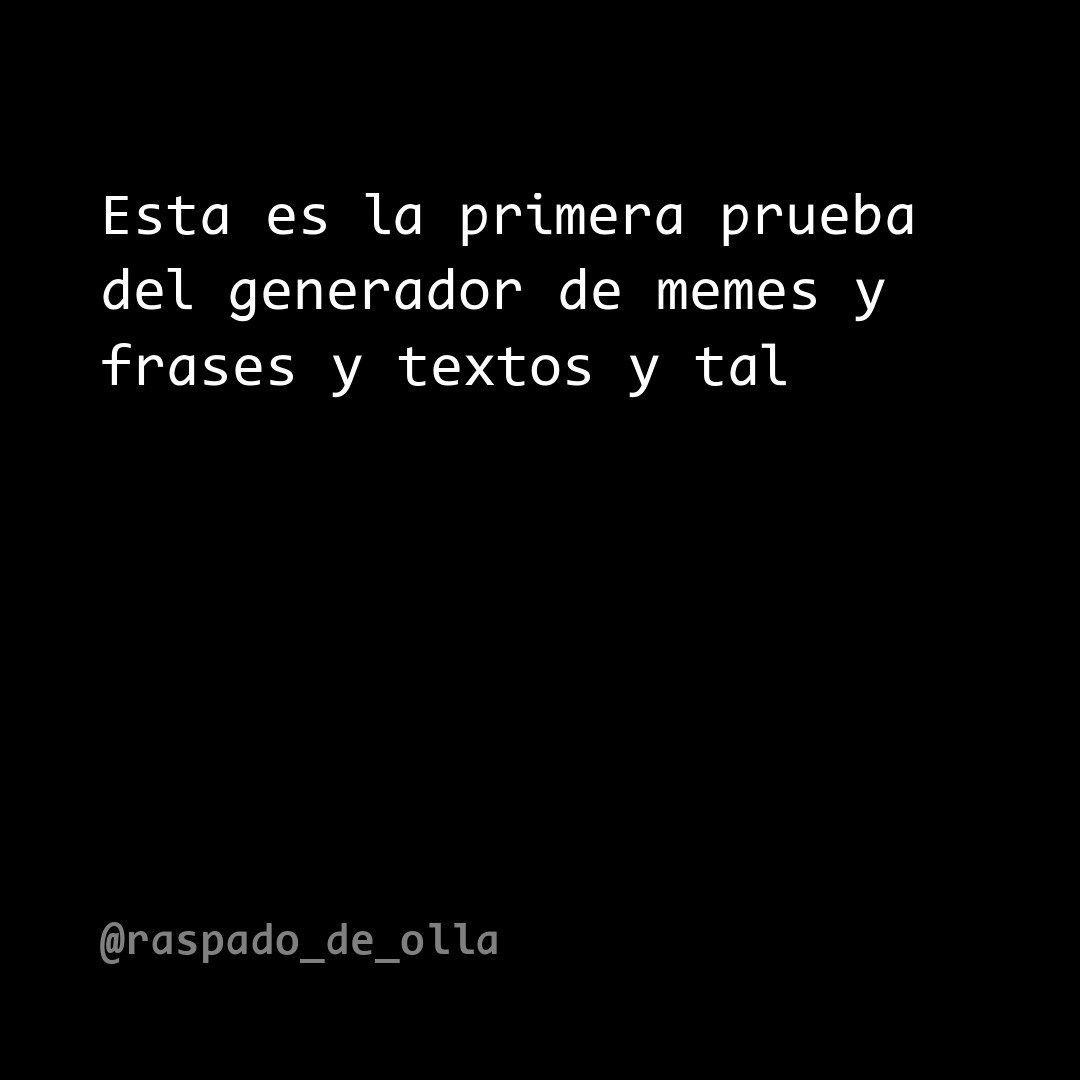 Esta es la primera prueba
del generador de memes y
frases y textos y tal
@raspado_de_olla